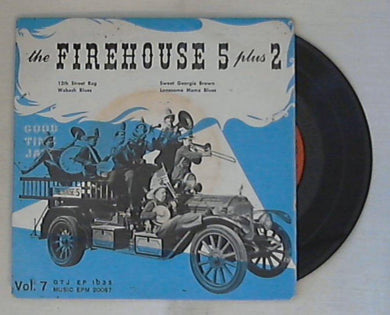 the FIREHOUSE 5 plus 2
12th Street Rag
Wabash Blues
Sweet Georgia Brown
Lonesome Mama Blues
GOOD
TIME
JAZZ
Vol. 7
GTJ EP 1035
MUSIC EPM 20087